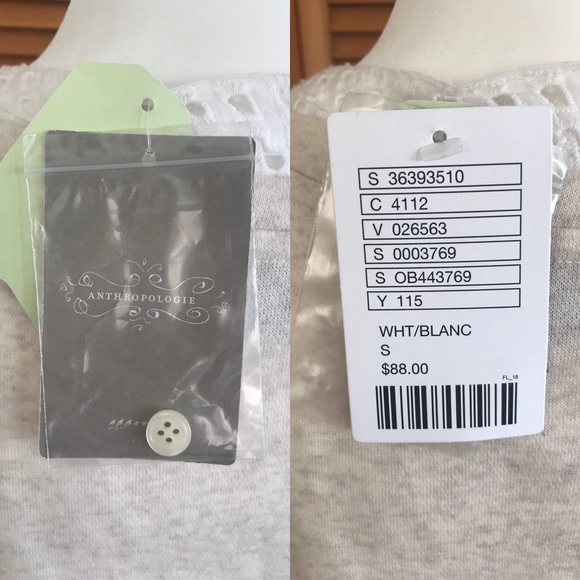 ANTHROPOLOGIE
S 36393510
C 4112
V 026563
S 0003769
S OB443769
Y 115
WHT/BLANC
S
$88.00
FL_18